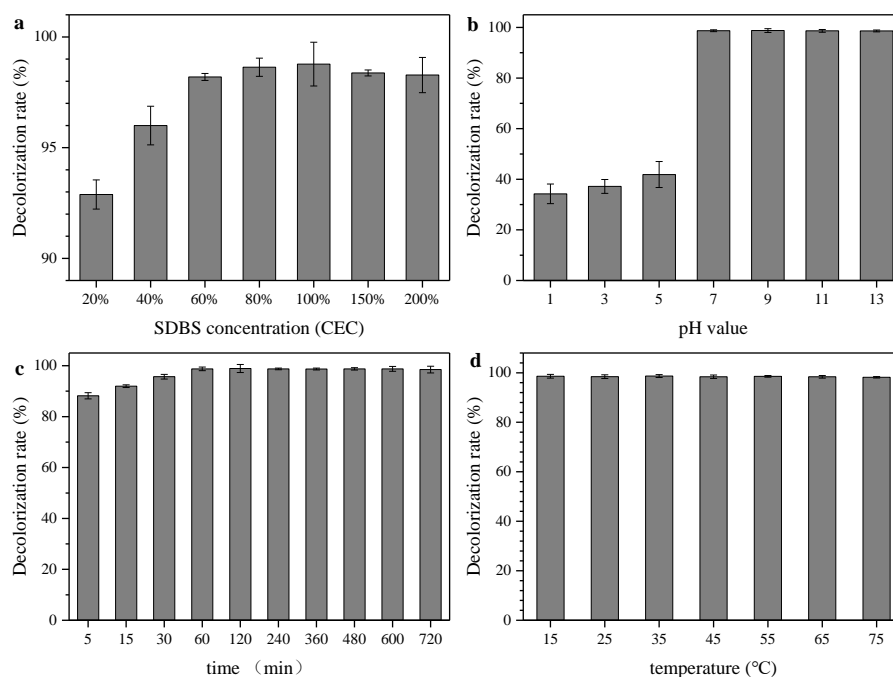 a
100
95
90
Decolorization rate (%)
20% 40% 60% 80% 100% 150% 200%
SDBS concentration (CEC)
b
100
80
60
40
20
0
Decolorization rate (%)
1 3 5 7 9 11 13
pH value
c
100
80
60
40
20
0
Decolorization rate (%)
5 15 30 60 120 240 360 480 600 720
time （min）
d
100
80
60
40
20
0
Decolorization rate (%)
15 25 35 45 55 65 75
temperature (℃)